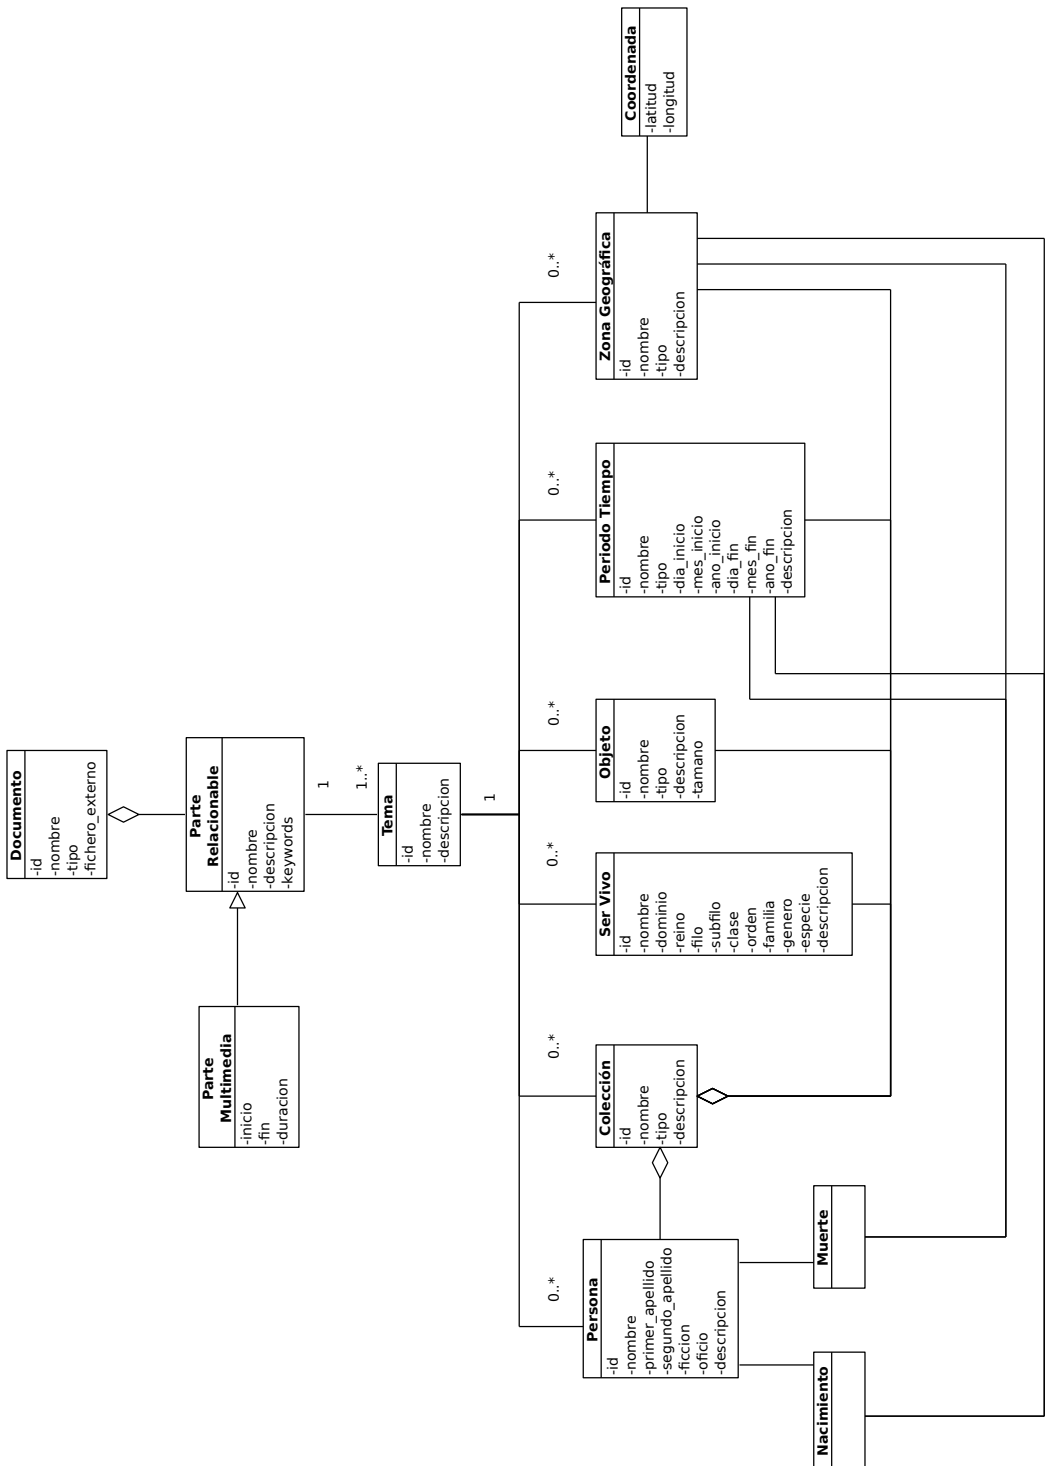 Documento
-id
-nombre
-tipo
-fichero_externo
Parte
Multimedia
-inicio
-fin
-duracion
Parte
Relacionable
-id
-nombre
-descripcion
-keywords
1
1..*
Tema
-id
-nombre
-descripcion
1
0..*
0..*
0..*
0..*
0..*
0..*
Persona
-id
-nombre
-primer_apellido
-segundo_apellido
-ficcion
-oficio
-descripcion
Colección
-id
-nombre
-tipo
-descripcion
Ser Vivo
-id
-nombre
-dominio
-reino
-filo
-subfilo
-clase
-orden
-familia
-genero
-especie
-descripcion
Objeto
-id
-nombre
-tipo
-descripcion
-tamano
Periodo Tiempo
-id
-nombre
-tipo
-dia_inicio
-mes_inicio
-ano_inicio
-dia_fin
-mes_fin
-ano_fin
-descripcion
Zona Geográfica
-id
-nombre
-tipo
-descripcion
Coordenada
-latitud
-longitud
Nacimiento
Muerte